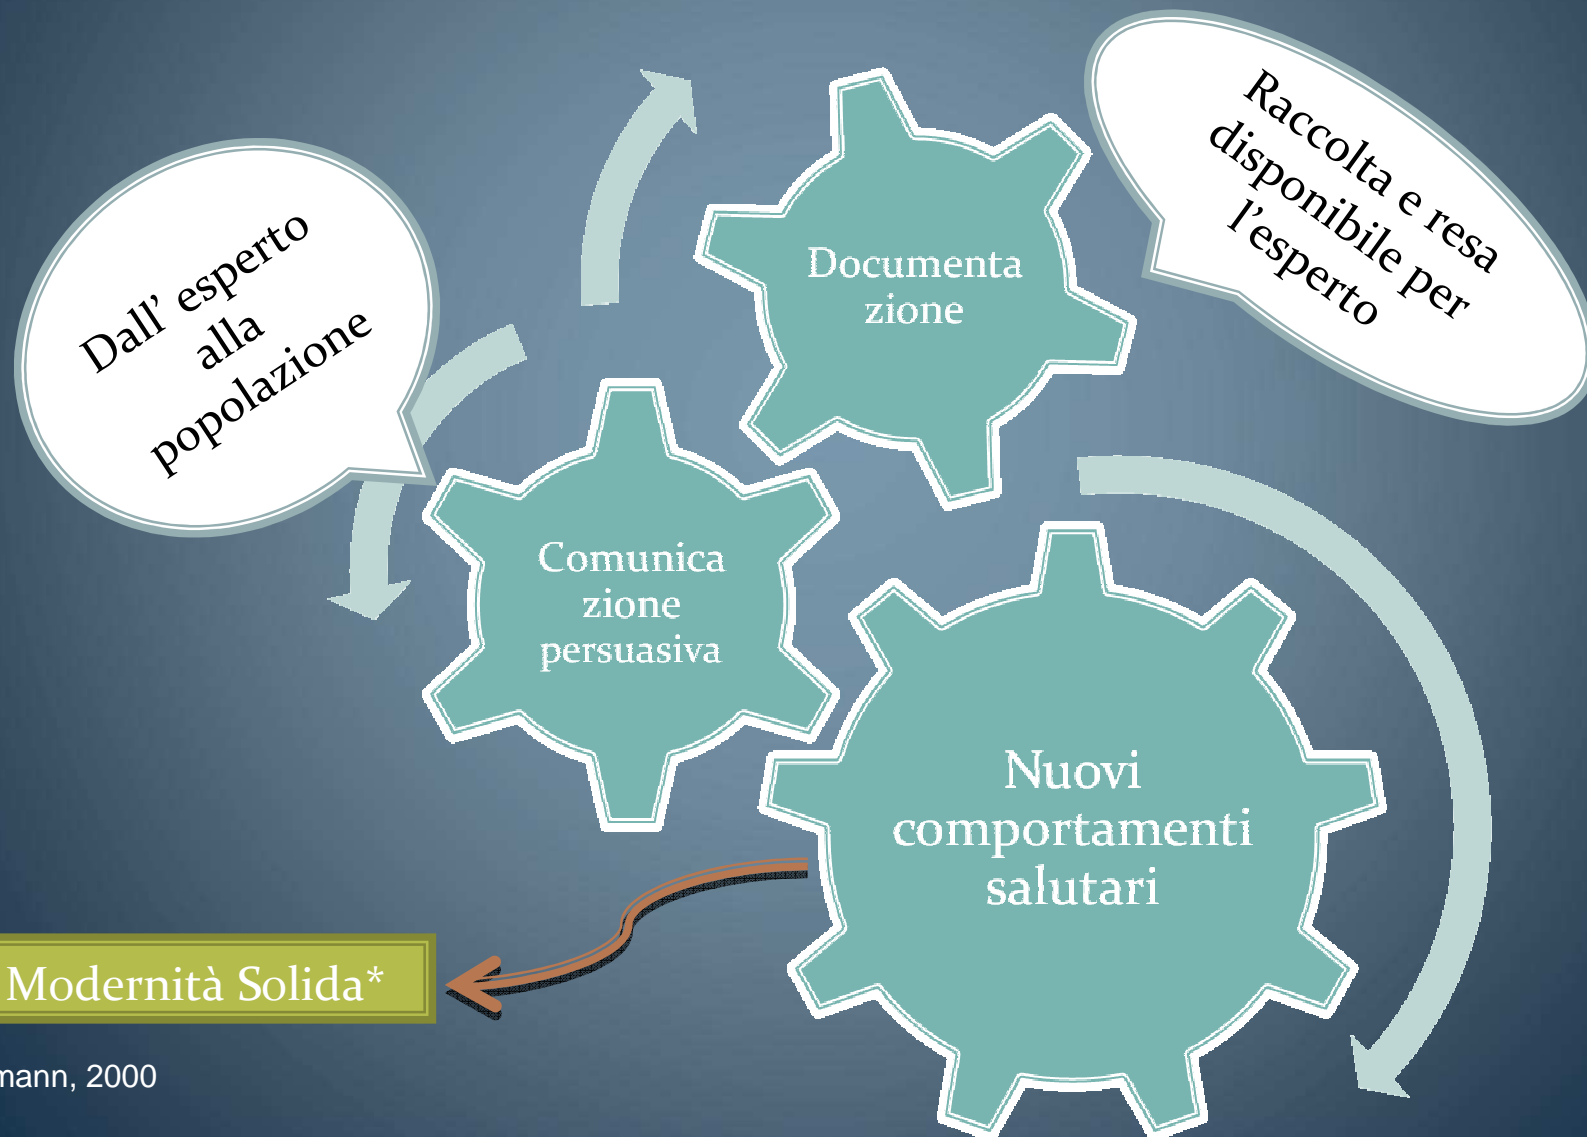 Raccolta e resa
disponibile per
l'esperto
Dall' esperto
alla
popolazione
Documenta
zione
Comunica
zione
persuasiva
Nuovi
comportamenti
salutari
Modernità Solida*
2000